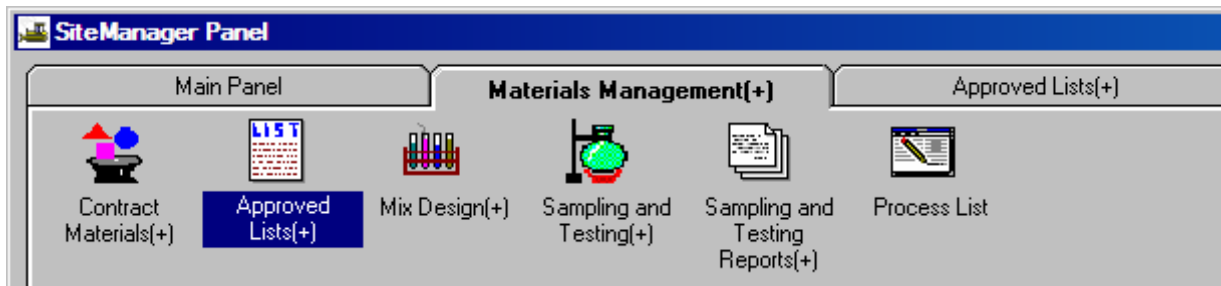 SiteManager Panel
Main Panel
Materials Management(+)
Approved Lists(+)
LIST
Contract
Materials(+)
Approved
Lists(+)
Mix Design(+)
Sampling and
Testing(+)
Sampling and
Testing
Reports(+)
Process List